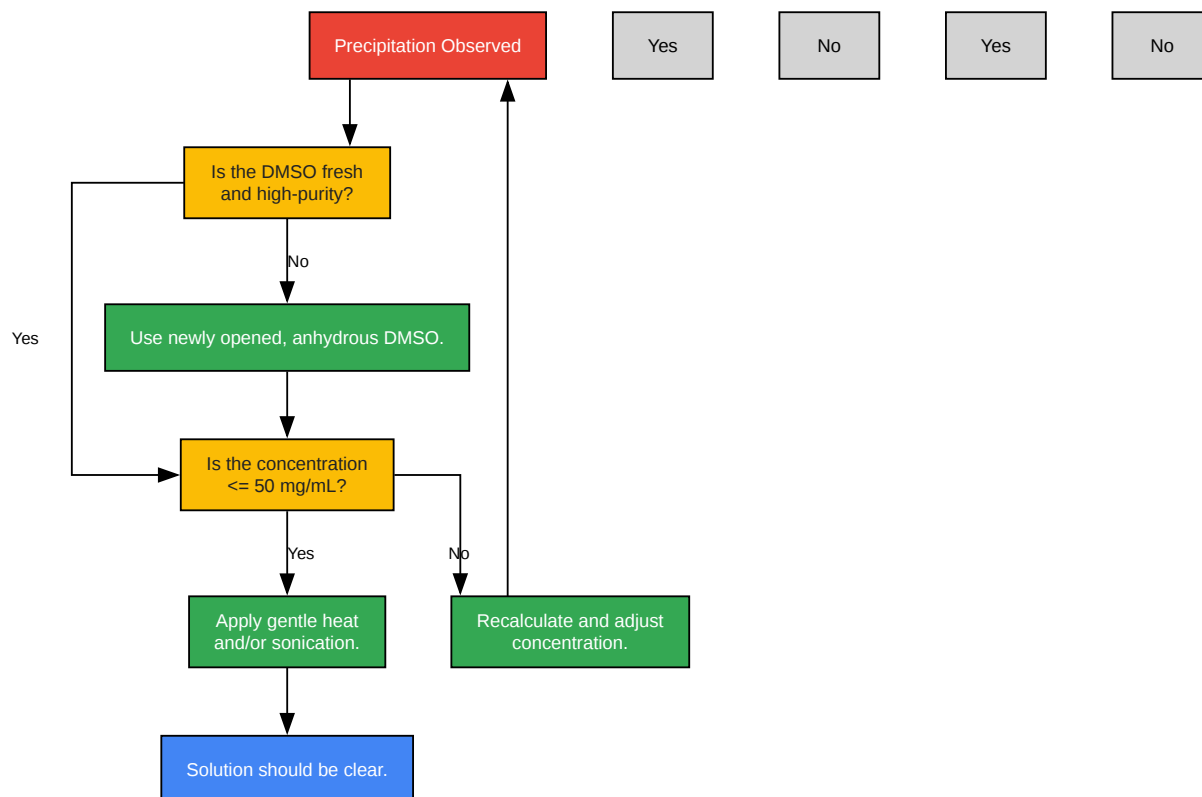 Precipitation Observed
Yes
No
Yes
No
Is the DMSO fresh
and high-purity?
No
Use newly opened, anhydrous DMSO.
Yes
Is the concentration
<= 50 mg/mL?
Yes
No
Apply gentle heat
and/or sonication.
Recalculate and adjust
concentration.
Solution should be clear.